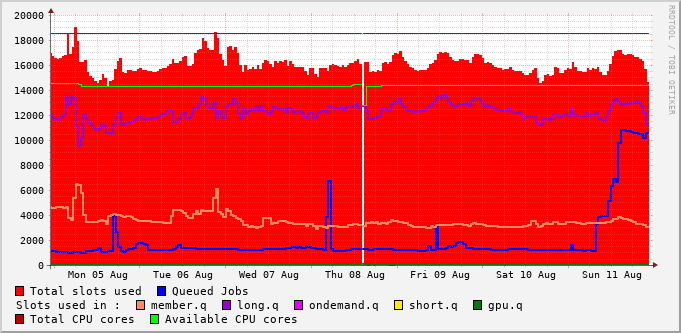 RRDTOOL / TOBI OETIKER
20000
18000
16000
14000
12000
10000
8000
6000
4000
2000
0
Mon 05 Aug Tue 06 Aug Wed 07 Aug Thu 08 Aug Fri 09 Aug Sat 10 Aug Sun 11 Aug
Total slots used Queued Jobs
Slots used in : member.q long.q ondemand.q short.q gpu.q
Total CPU cores Available CPU cores